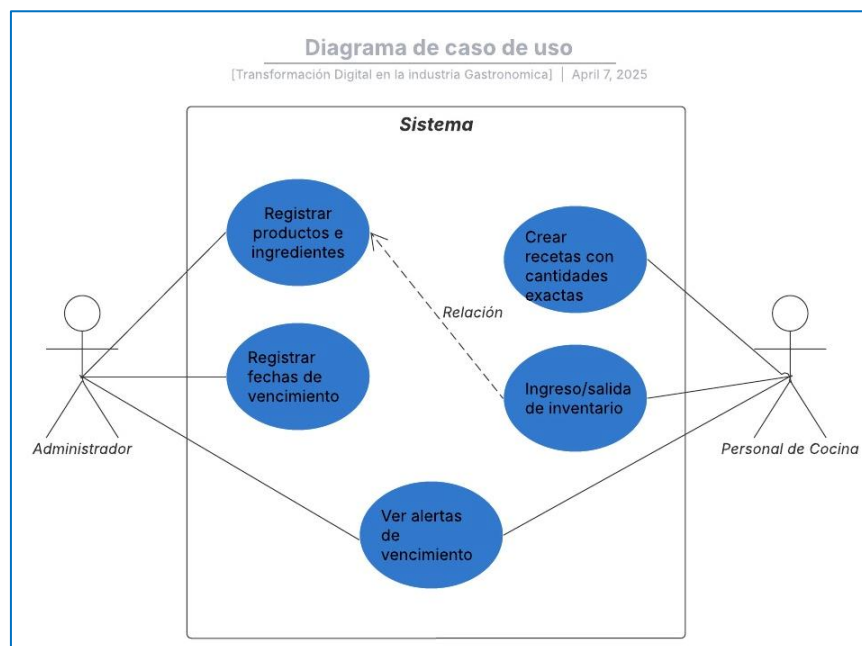 Diagrama de caso de uso
[Transformación Digital en la industria Gastronomica] | April 7, 2025
Sistema
Registrar
productos e
ingredientes
Crear
recetas con
cantidades
exactas
Relación
Registrar
fechas de
vencimiento
Ingreso/salida
de inventario
Administrador
Personal de Cocina
Ver alertas
de
vencimiento